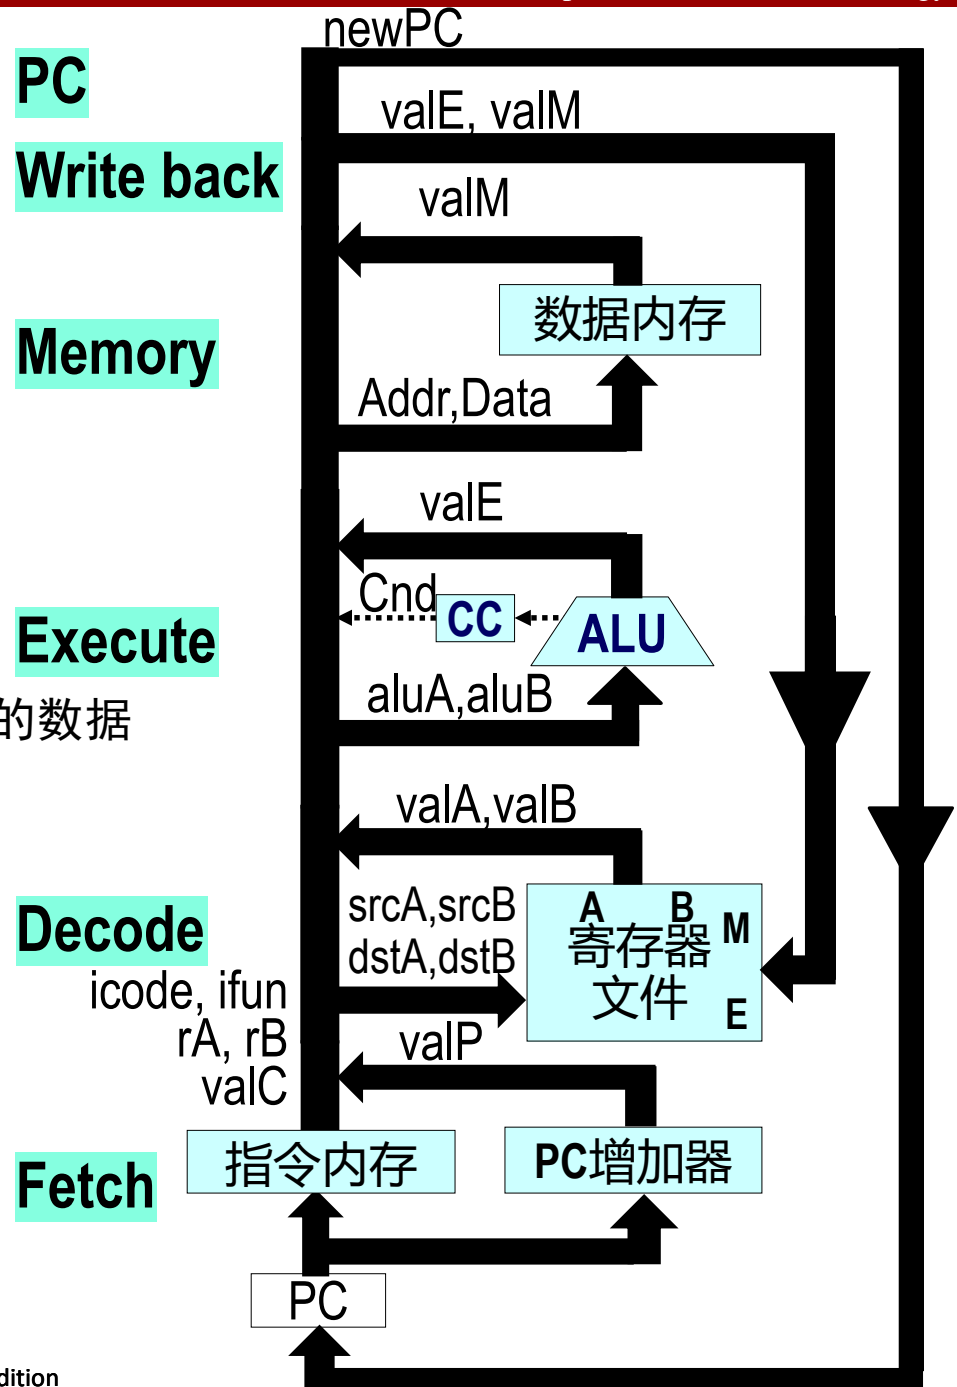 newPC
PC
valE, valM
Write back
valM
数据内存
Memory
Addr,Data
valE
Cnd
CC
ALU
Execute
aluA,aluB
的数据
valA,valB
srcA,srcB
A B
M
Decode
寄存器
dstA,dstB
文件
E
icode, ifun
rA, rB
valP
valC
指令内存
PC增加器
Fetch
PC
dition